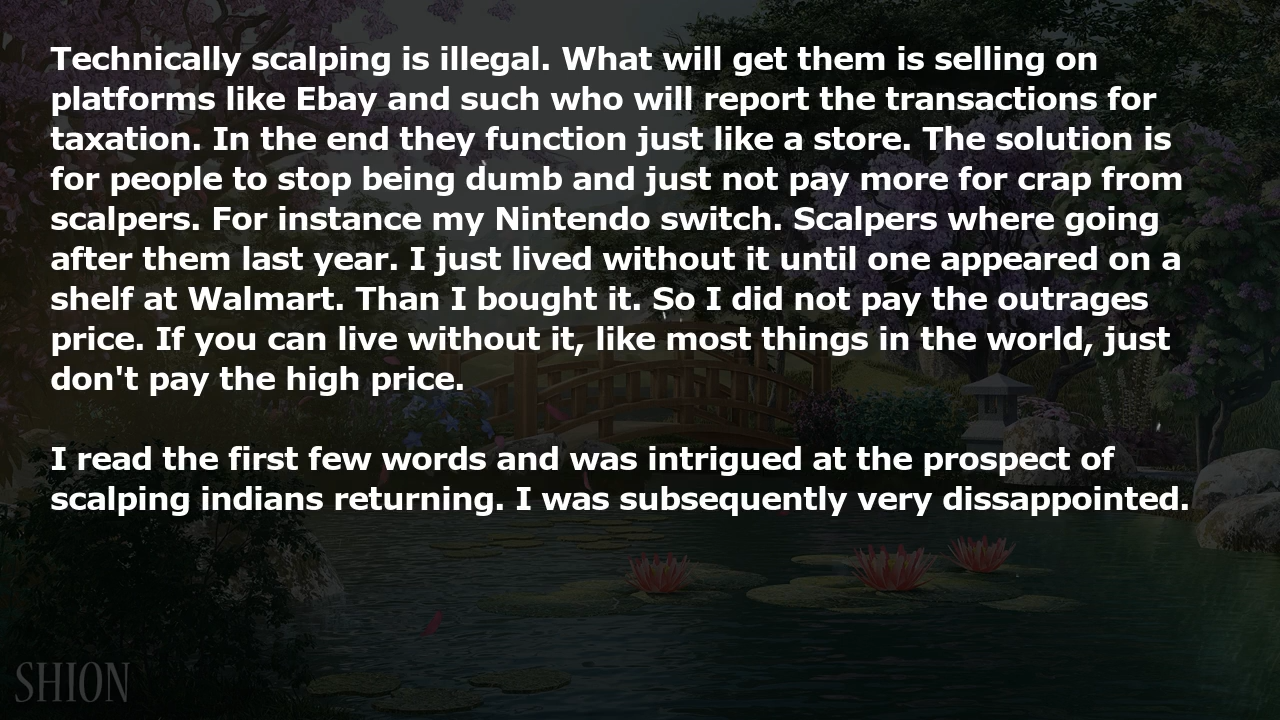 Technically scalping is illegal. What will get them is selling on
platforms like Ebay and such who will report the transactions for
taxation. In the end they function just like a store. The solution is
for people to stop being dumb and just not pay more for crap from
scalpers. For instance my Nintendo switch. Scalpers where going
after them last year. I just lived without it until one appeared on a
shelf at Walmart. Than I bought it. So I did not pay the outrages
price. If you can live without it, like most things in the world, just
don't pay the high price.
I read the first few words and was intrigued at the prospect of
scalping indians returning. I was subsequently very dissappointed.
SHION